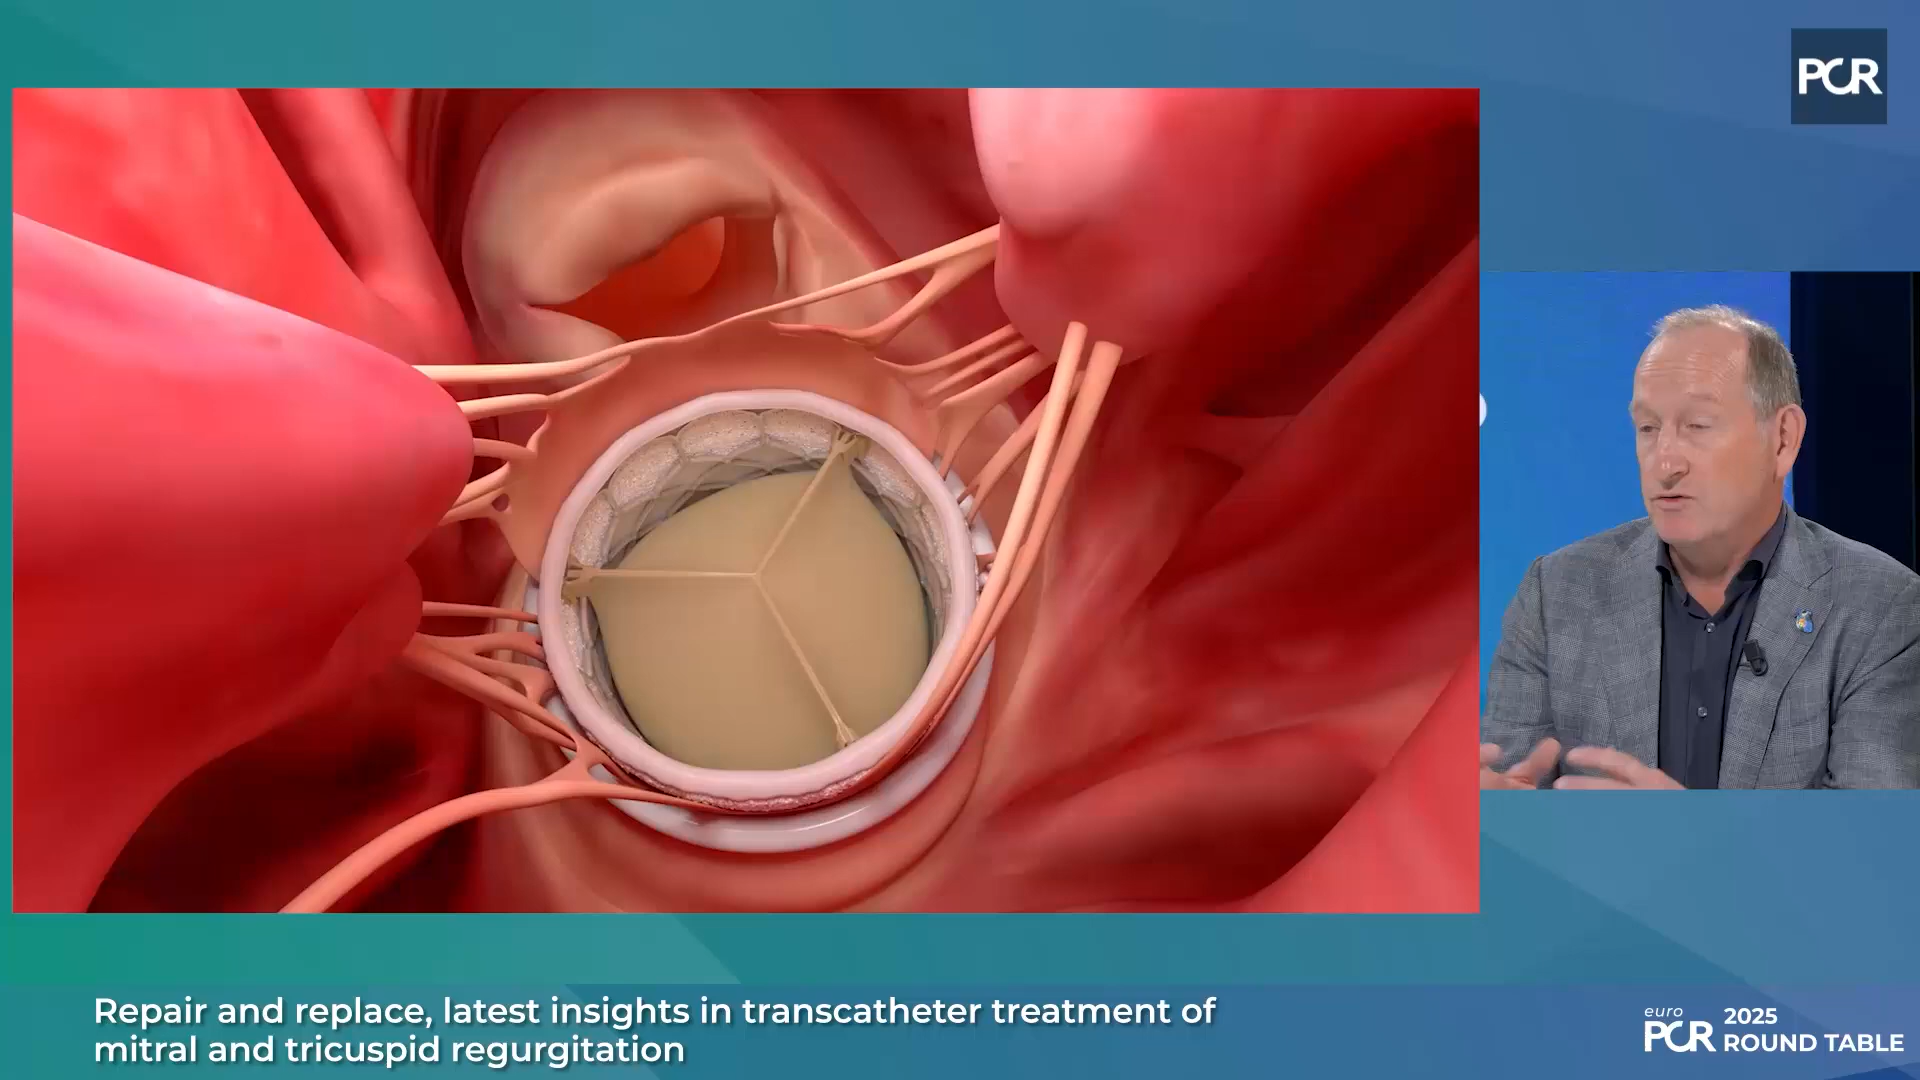 PCR
Repair and replace, latest insights in transcatheter treatment of
mitral and tricuspid regurgitation
euro
PCR
2025
ROUND TABLE